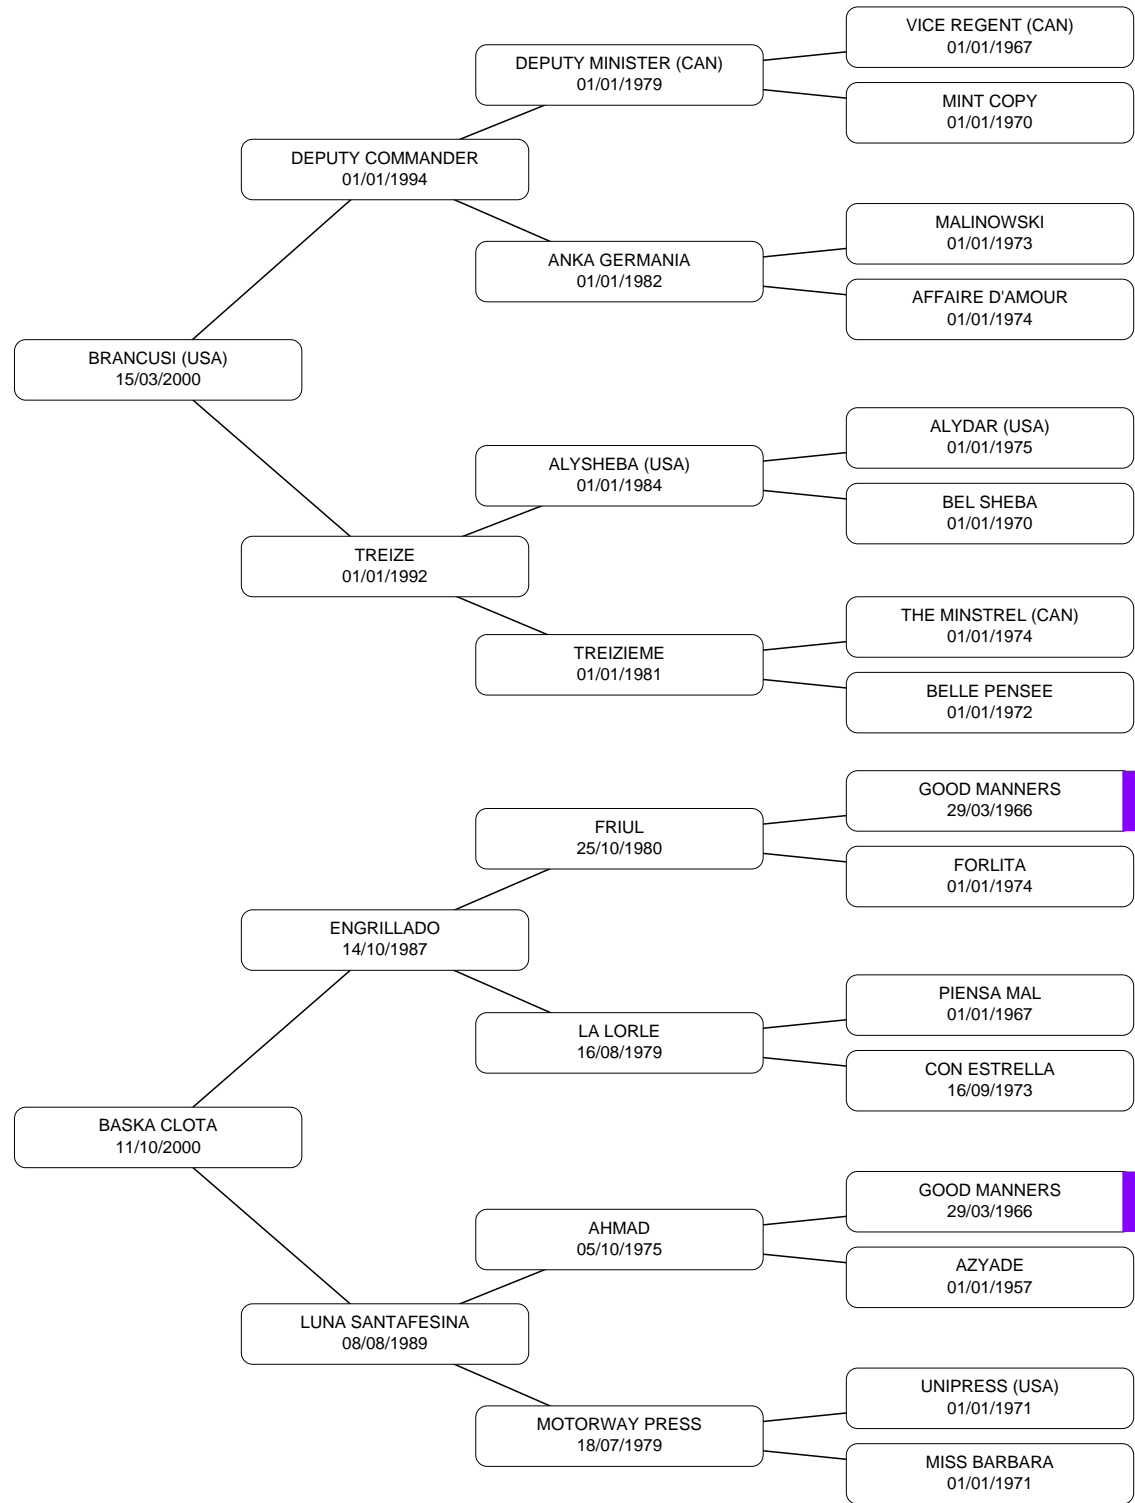 VICE REGENT (CAN)
01/01/1967
DEPUTY MINISTER (CAN)
01/01/1979
MINT COPY
01/01/1970
DEPUTY COMMANDER
01/01/1994
MALINOWSKI
01/01/1973
ANKA GERMANIA
01/01/1982
AFFAIRE D'AMOUR
01/01/1974
BRANCUSI (USA)
15/03/2000
ALYDAR (USA)
01/01/1975
ALYSHEBA (USA)
01/01/1984
BEL SHEBA
01/01/1970
TREIZE
01/01/1992
THE MINSTREL (CAN)
01/01/1974
TREIZIEME
01/01/1981
BELLE PENSEE
01/01/1972
GOOD MANNERS
29/03/1966
FRIUL
25/10/1980
FORLITA
01/01/1974
ENGRILLADO
14/10/1987
PIENSA MAL
01/01/1967
LA LORLE
16/08/1979
CON ESTRELLA
16/09/1973
BASKA CLOTA
11/10/2000
GOOD MANNERS
29/03/1966
AHMAD
05/10/1975
AZYADE
01/01/1957
LUNA SANTAFESINA
08/08/1989
UNIPRESS (USA)
01/01/1971
MOTORWAY PRESS
18/07/1979
MISS BARBARA
01/01/1971